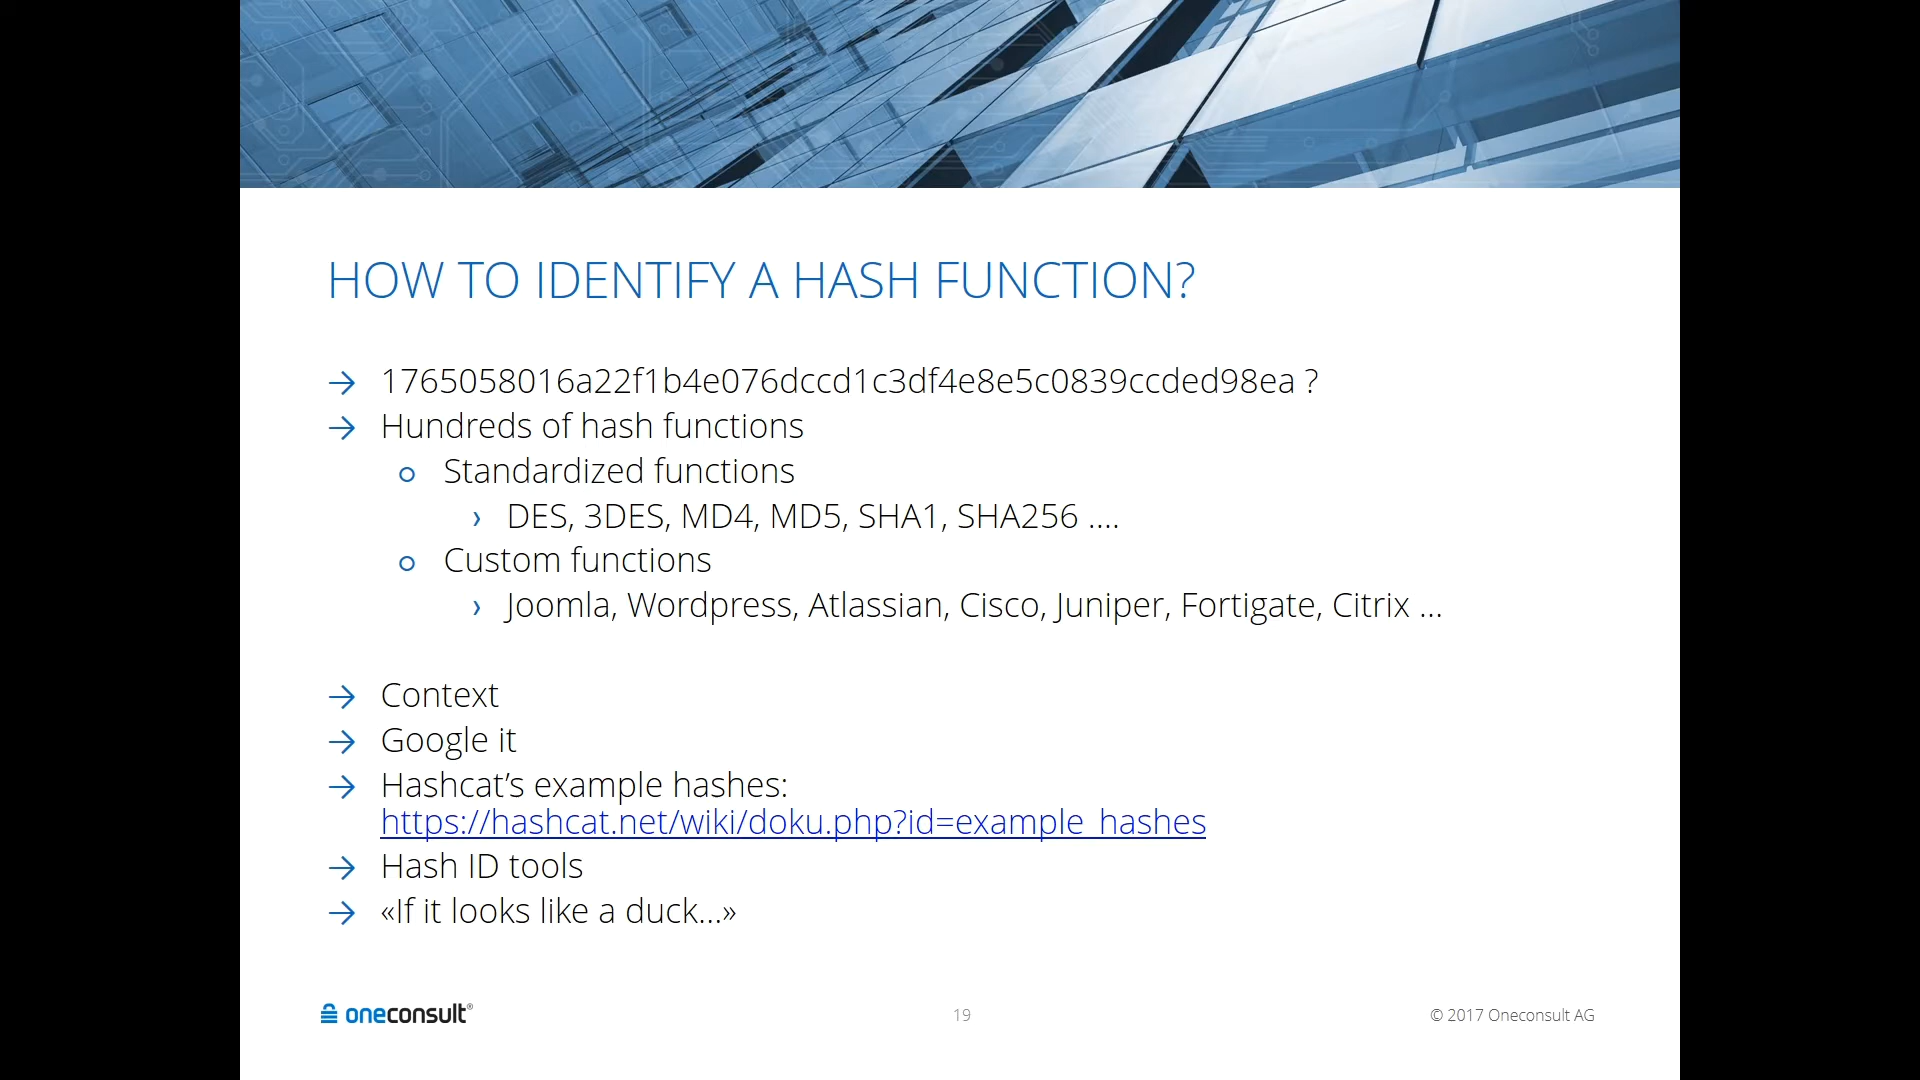 HOW TO IDENTIFY A HASH FUNCTION?
→ 1765058016a22f1b4e076dccd1c3df4e8e5c0839ccded98ea ?
→ Hundreds of hash functions
○ Standardized functions
› DES, 3DES, MD4, MD5, SHA1, SHA256 ....
○ Custom functions
› Joomla, Wordpress, Atlassian, Cisco, Juniper, Fortigate, Citrix ...
→ Context
→ Google it
→ Hashcat’s example hashes:
https://hashcat.net/wiki/doku.php?id=example_hashes
→ Hash ID tools
→ «If it looks like a duck...»
oneconsult®
19
© 2017 Oneconsult AG